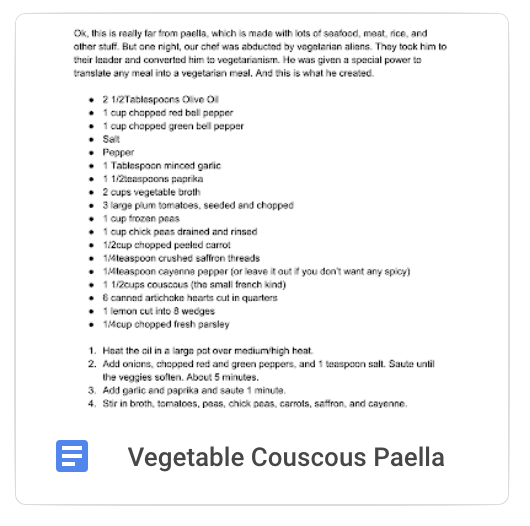 Ok, this is really far from paella, which is made with lots of seafood, meat, rice, and
other stuff. But one night, our chef was abducted by vegetarian aliens. They took him to
their leader and converted him to vegetarianism. He was given a special power to
translate any meal into a vegetarian meal. And this is what he created.
● 2 1/2Tablespoons Olive Oil
● 1 cup chopped red bell pepper
● 1 cup chopped green bell pepper
● Salt
● Pepper
● 1 Tablespoon minced garlic
● 1 1/2teaspoons paprika
● 2 cups vegetable broth
● 3 large plum tomatoes, seeded and chopped
● 1 cup frozen peas
● 1 cup chick peas drained and rinsed
● 1/2cup chopped peeled carrot
● 1/4teaspoon crushed saffron threads
● 1/4teaspoon cayenne pepper (or leave it out if you don't want any spicy)
● 1 1/2cups couscous (the small french kind)
● 6 canned artichoke hearts cut in quarters
● 1 lemon cut into 8 wedges
● 1/4cup chopped fresh parsley
1. Heat the oil in a large pot over medium/high heat.
2. Add onions, chopped red and green peppers, and 1 teaspoon salt. Saute until
the veggies soften. About 5 minutes.
3. Add garlic and paprika and saute 1 minute.
4. Stir in broth, tomatoes, peas, chick peas, carrots, saffron, and cayenne.
Vegetable Couscous Paella